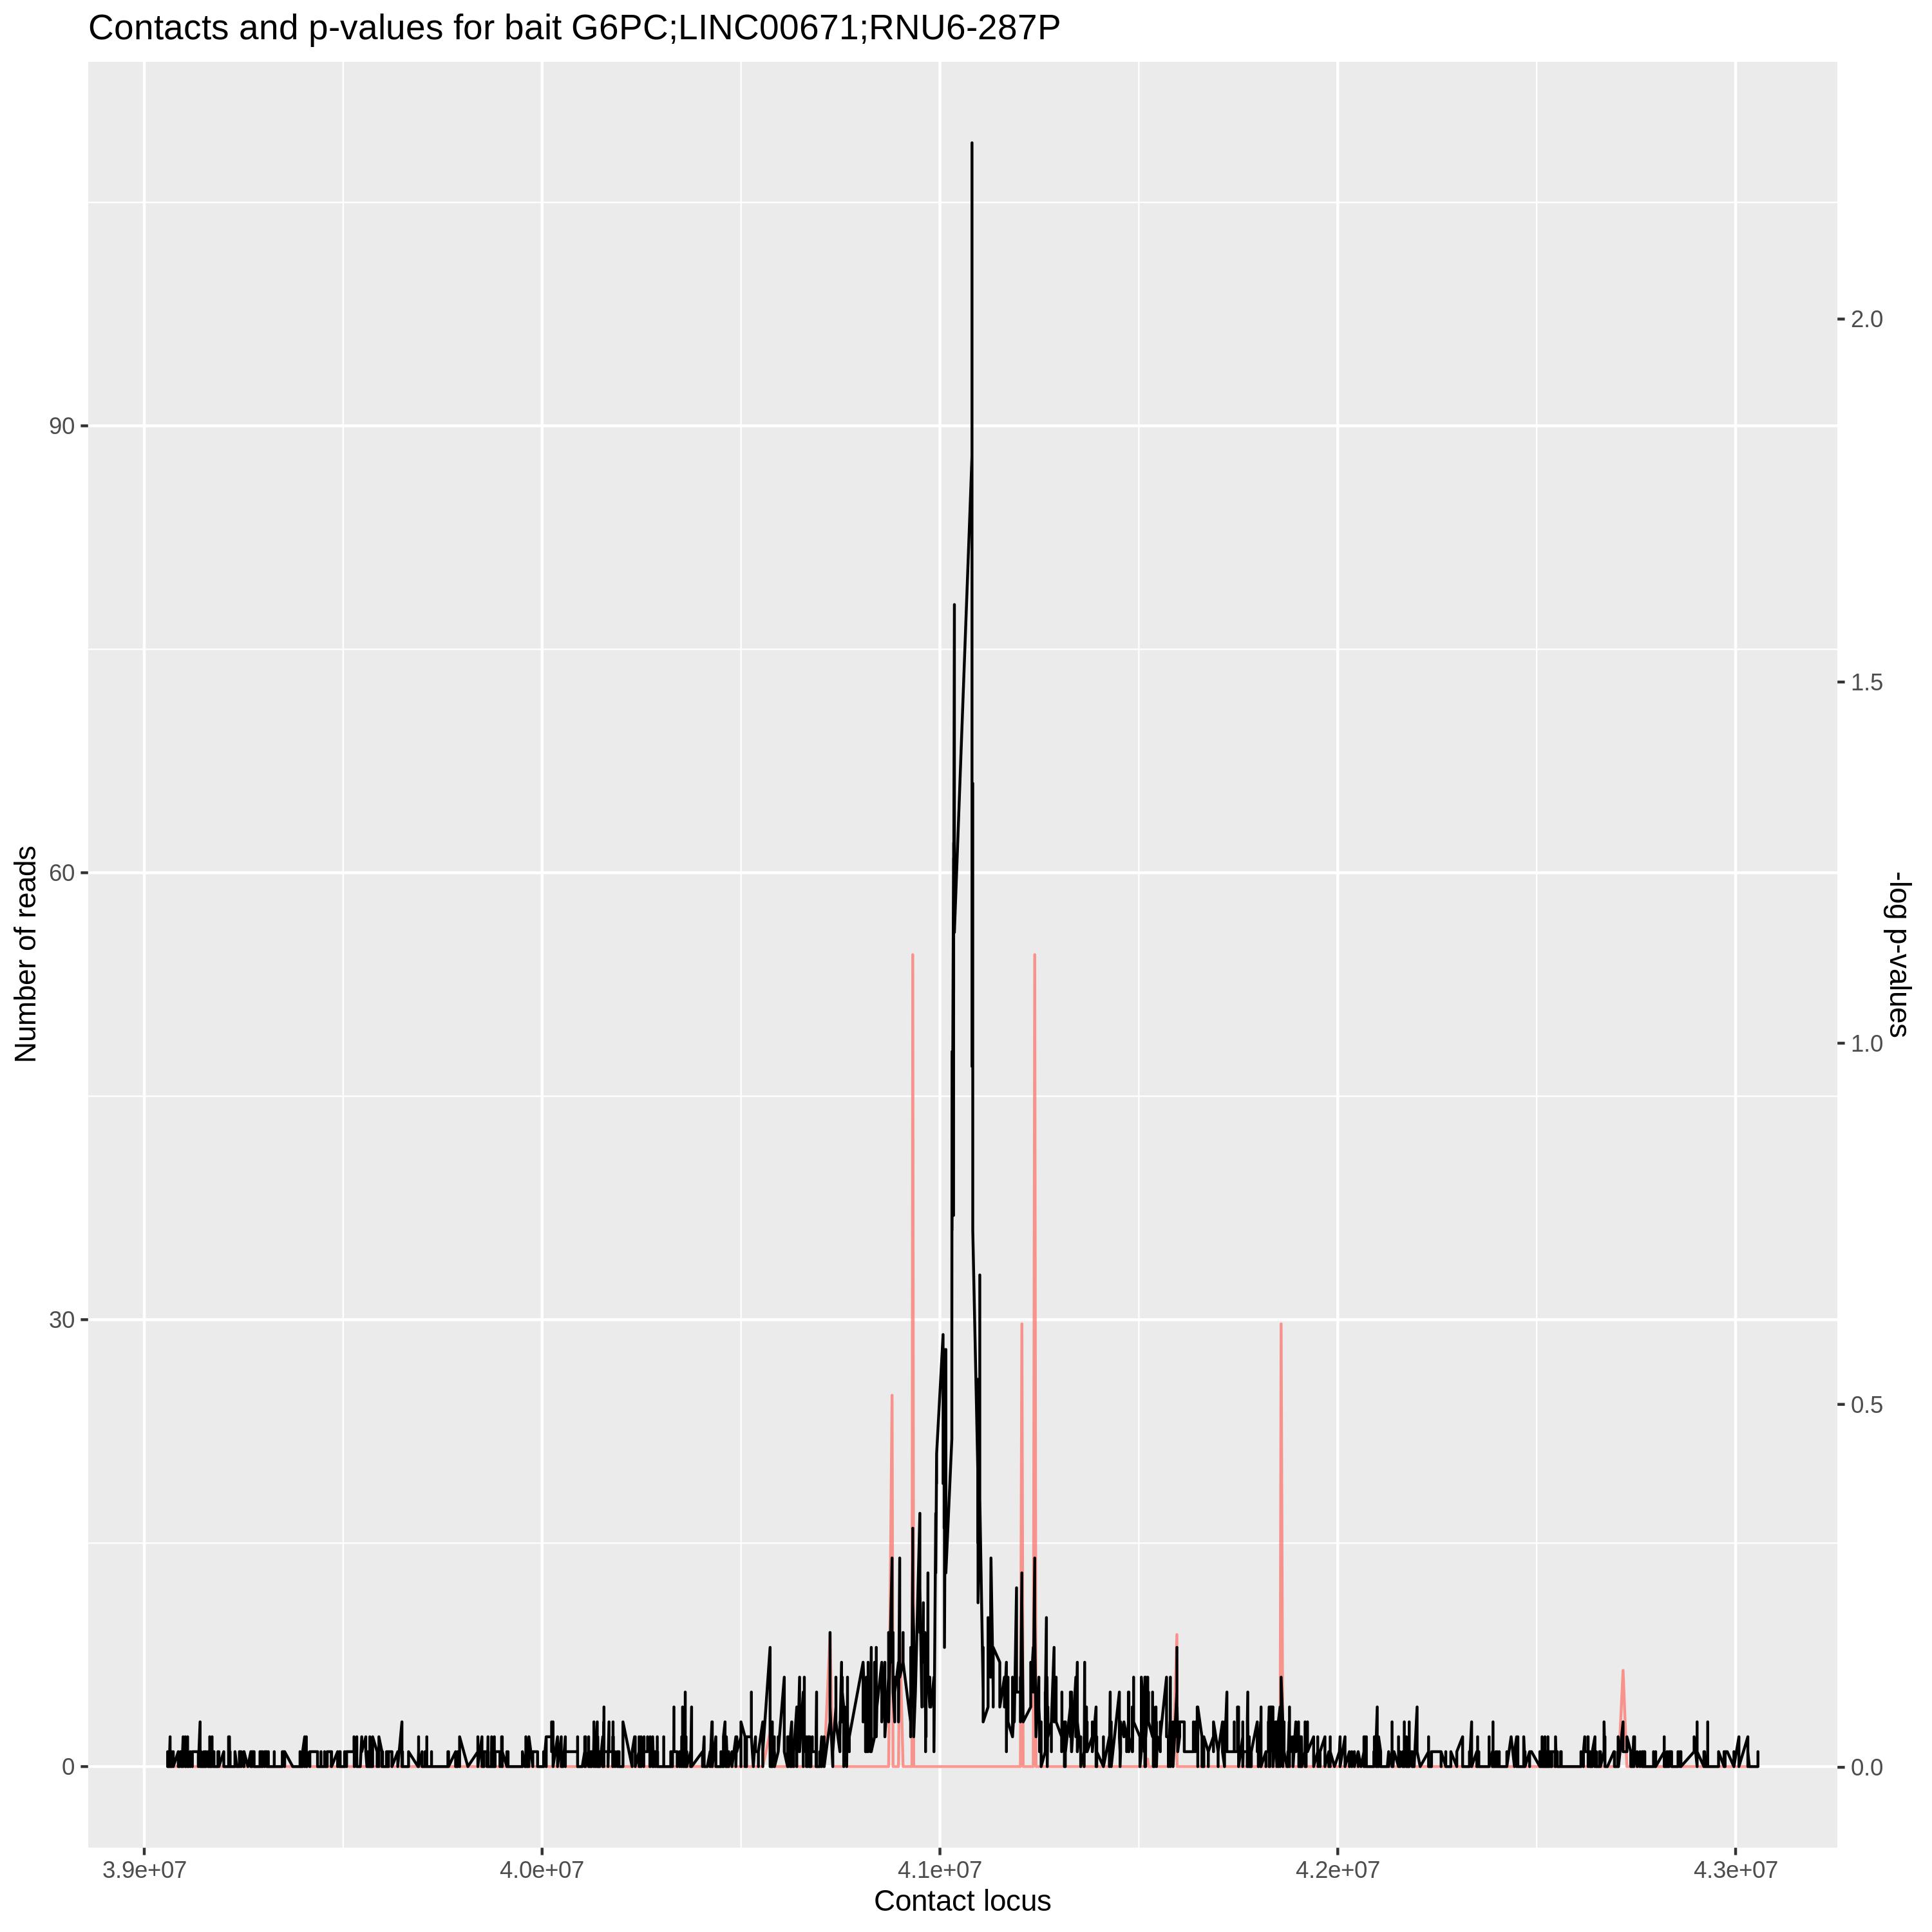 Contacts and p-values for bait G6PC;LINC00671;RNU6-287P
Number of reads
90
60
30
0
2.0
1.5
1.0
0.5
0.0
-log p-values
3.9e+07 4.0e+07 4.1e+07 4.2e+07 4.3e+07
Contact locus